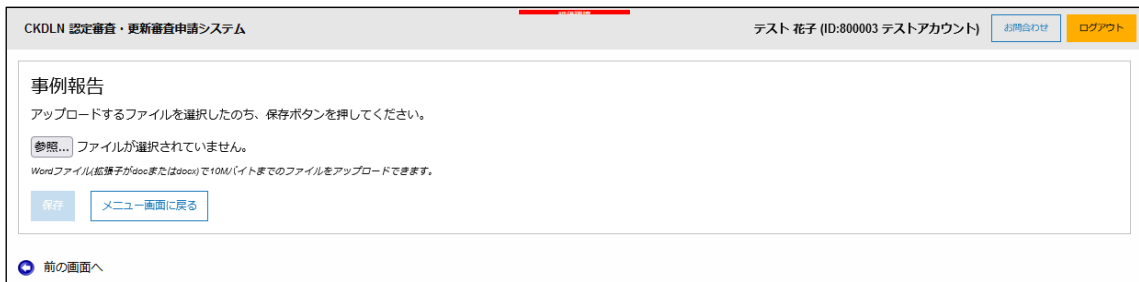 CKDLN 認定審査・更新審査申請システム
テスト 花子 (ID:800003 テストアカウント)
お問合わせ
ログアウト
事例報告
アップロードするファイルを選択したのち、保存ボタンを押してください。
参照... ファイルが選択されていません。
Wordファイル(拡張子がdocまたはdocx)で10Mバイトまでのファイルをアップロードできます。
保存
メニュー画面に戻る
前の画面へ